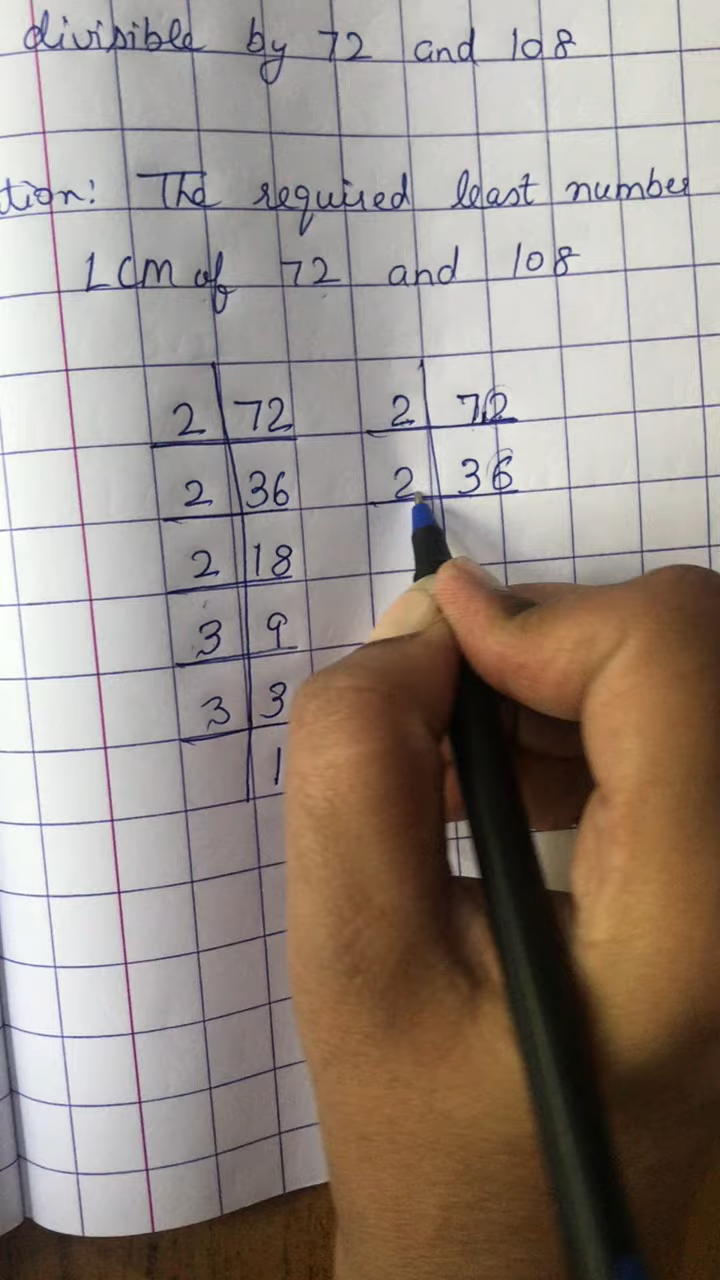 divisible by 72 and 108
tion: The required least number
LCM of 72 and 108
2 72 2 72
2 36 2 36
2 18
3 9
3 3
1